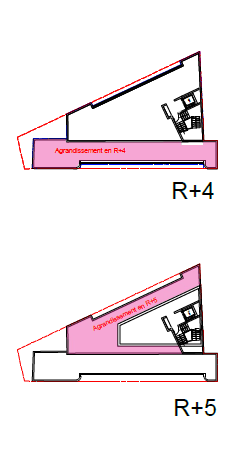 Agrandissement en R+4
R+4
Agrandissement en R+5
R+5